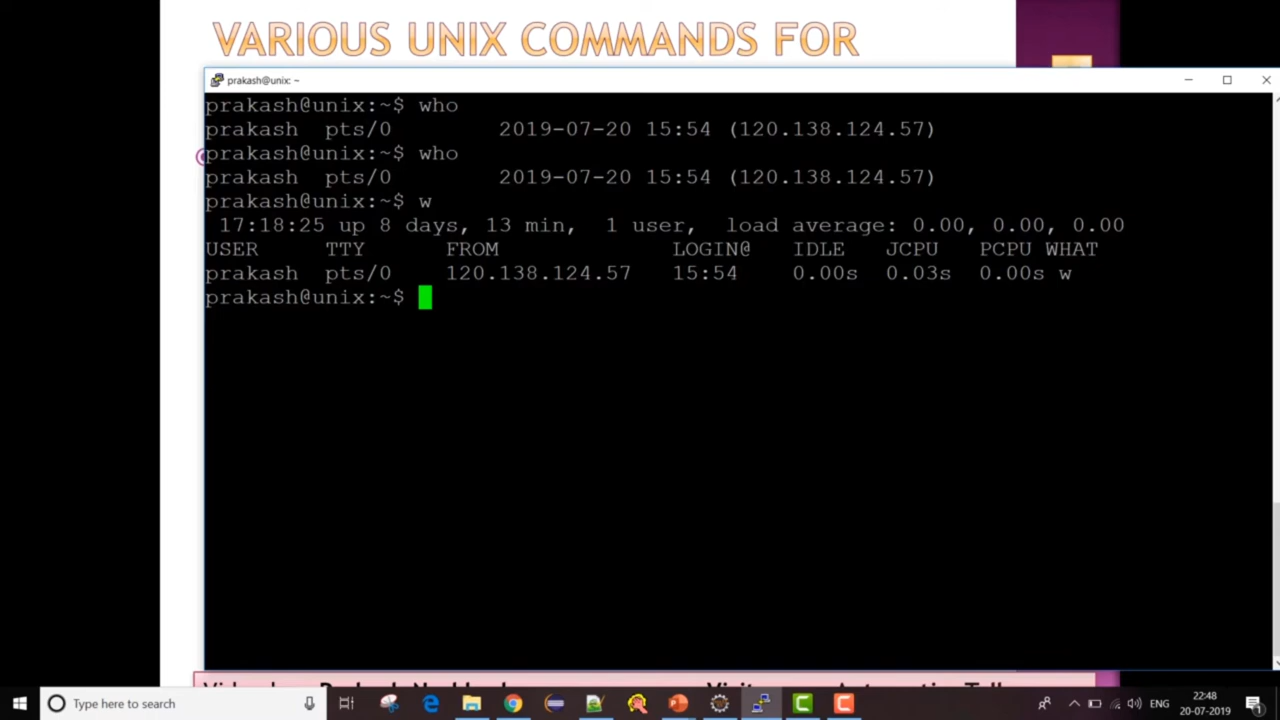 VARIOUS UNIX COMMANDS FOR
prakash@unix: ~
prakash@unix:~$ who
prakash  pts/0        2019-07-20 15:54 (120.138.124.57)
prakash@unix:~$ who
prakash  pts/0        2019-07-20 15:54 (120.138.124.57)
prakash@unix:~$ w
17:18:25 up 8 days, 13 min,  1 user,  load average: 0.00, 0.00, 0.00
USER     TTY      FROM             LOGIN@   IDLE   JCPU   PCPU WHAT
prakash  pts/0    120.138.124.57   15:54    0.00s  0.03s  0.00s w
prakash@unix:~$
Type here to search
ENG
22:48
20-07-2019
1